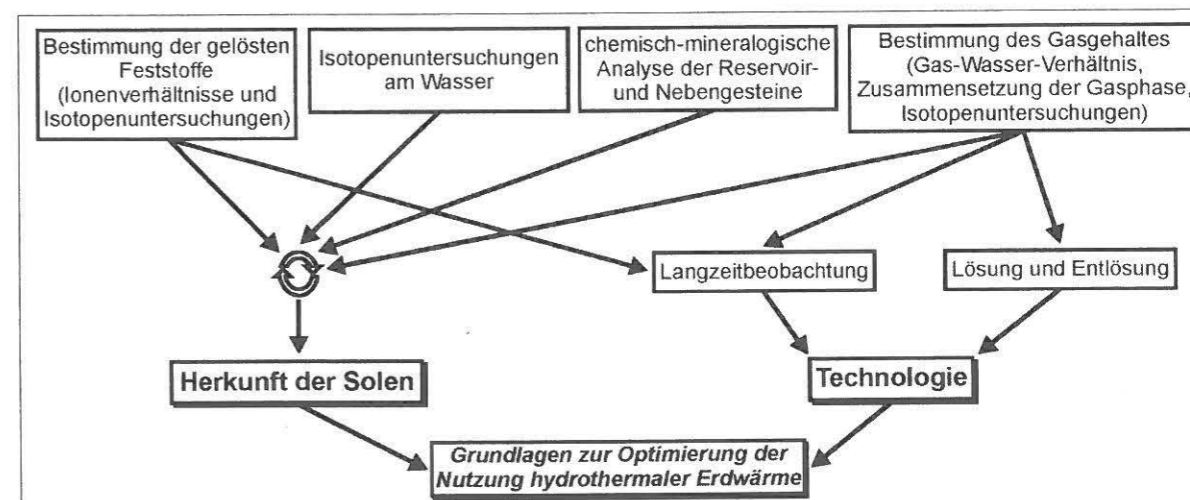 Bestimmung der gelösten
Feststoffe
(Ionenverhältnisse und
Isotopenuntersuchungen)
Isotopenuntersuchungen
am Wasser
chemisch-mineralogische
Analyse der Reservoir-
und Nebengesteine
Bestimmung des Gasgehaltes
(Gas-Wasser-Verhältnis,
Zusammensetzung der Gasphase,
Isotopenuntersuchungen)
Langzeitbeobachtung
Lösung und Entlösung
Herkunft der Solen
Technologie
Grundlagen zur Optimierung der
Nutzung hydrothermaler Erdwärme